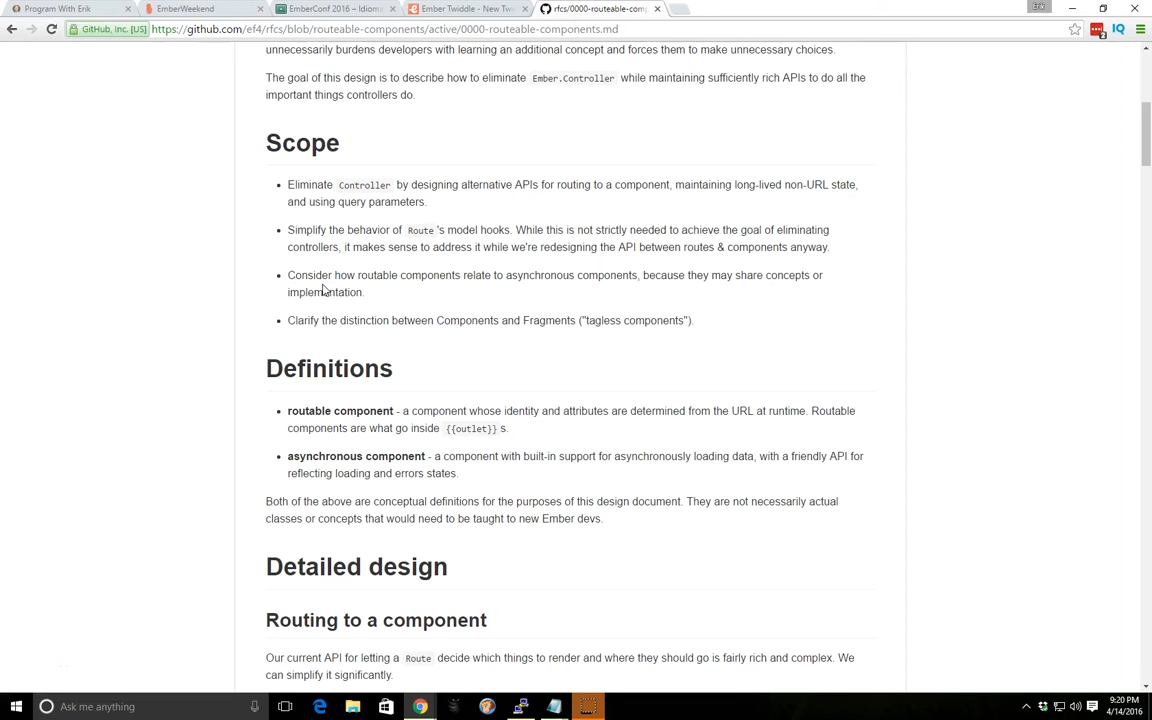 Program With Erik
EmberWeekend
EmberConf 2016 – Idiom
Ember Twiddle - New Twi
rfcs/0000-routeable-comp
Erik
GitHub, Inc. [US]
https://github.com/ef4/rfcs/blob/routeable-components/active/0000-routeable-components.md
unnecessarily burdens developers with learning an additional concept and forces them to make unnecessary choices.
The goal of this design is to describe how to eliminate Ember.Controller while maintaining sufficiently rich APIs to do all the
important things controllers do.
Scope
• Eliminate Controller by designing alternative APIs for routing to a component, maintaining long-lived non-URL state,
and using query parameters.
• Simplify the behavior of Route 's model hooks. While this is not strictly needed to achieve the goal of eliminating
controllers, it makes sense to address it while we're redesigning the API between routes & components anyway.
• Consider how routable components relate to asynchronous components, because they may share concepts or
implementation.
• Clarify the distinction between Components and Fragments ("tagless components").
Definitions
• routable component - a component whose identity and attributes are determined from the URL at runtime. Routable
components are what go inside {{outlet}} s.
• asynchronous component - a component with built-in support for asynchronously loading data, with a friendly API for
reflecting loading and errors states.
Both of the above are conceptual definitions for the purposes of this design document. They are not necessarily actual
classes or concepts that would need to be taught to new Ember devs.
Detailed design
Routing to a component
Our current API for letting a Route decide which things to render and where they should go is fairly rich and complex. We
can simplify it significantly.
Ask me anything
9:20 PM
4/14/2016